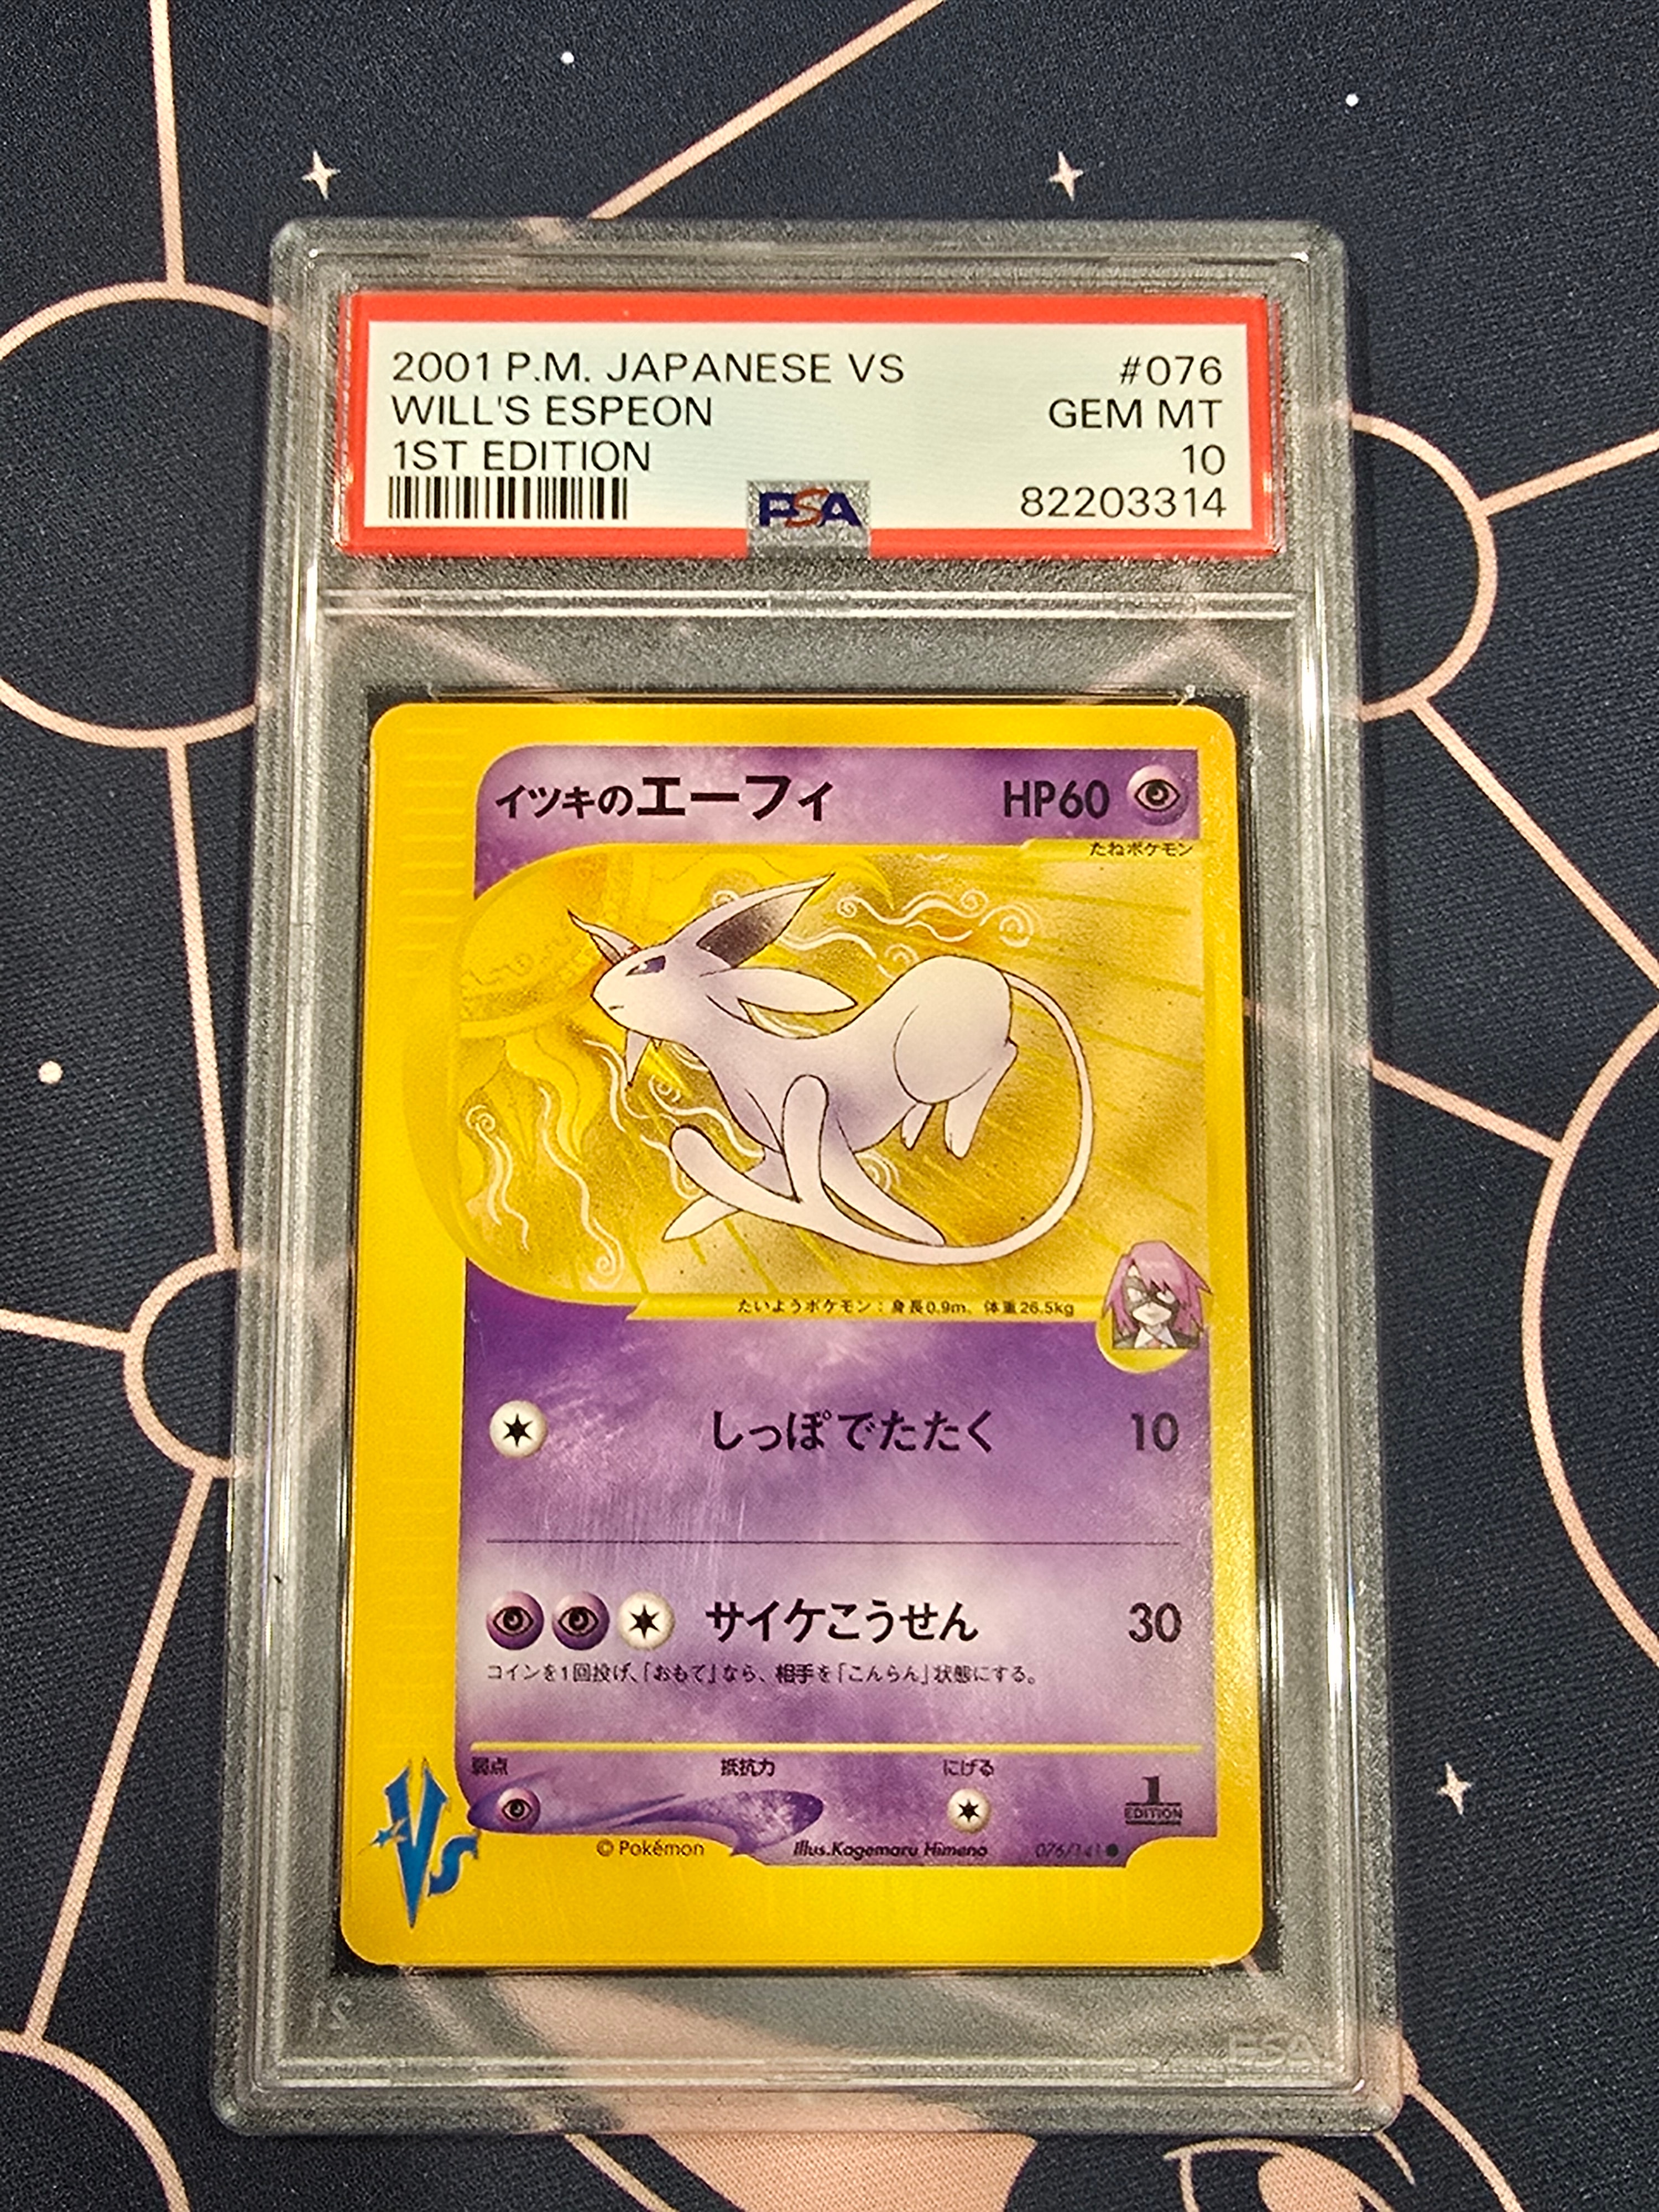 2001 P.M. JAPANESE VS #076
WILL'S ESPEON GEM MT
1ST EDITION 10
PSA 82203314
イツキのエーフィ HP60
たねポケモン
たいようポケモン：身長0.9m、体重26.5kg
しっぽでたたく 10
サイケこうせん 30
コインを1回投げ、「おもて」なら、相手を「こんらん」状態にする。
弱点 抵抗力 にげる
1
EDITION
VS
© Pokémon Illus.Kagemaru Himeno 076/141●
PSA